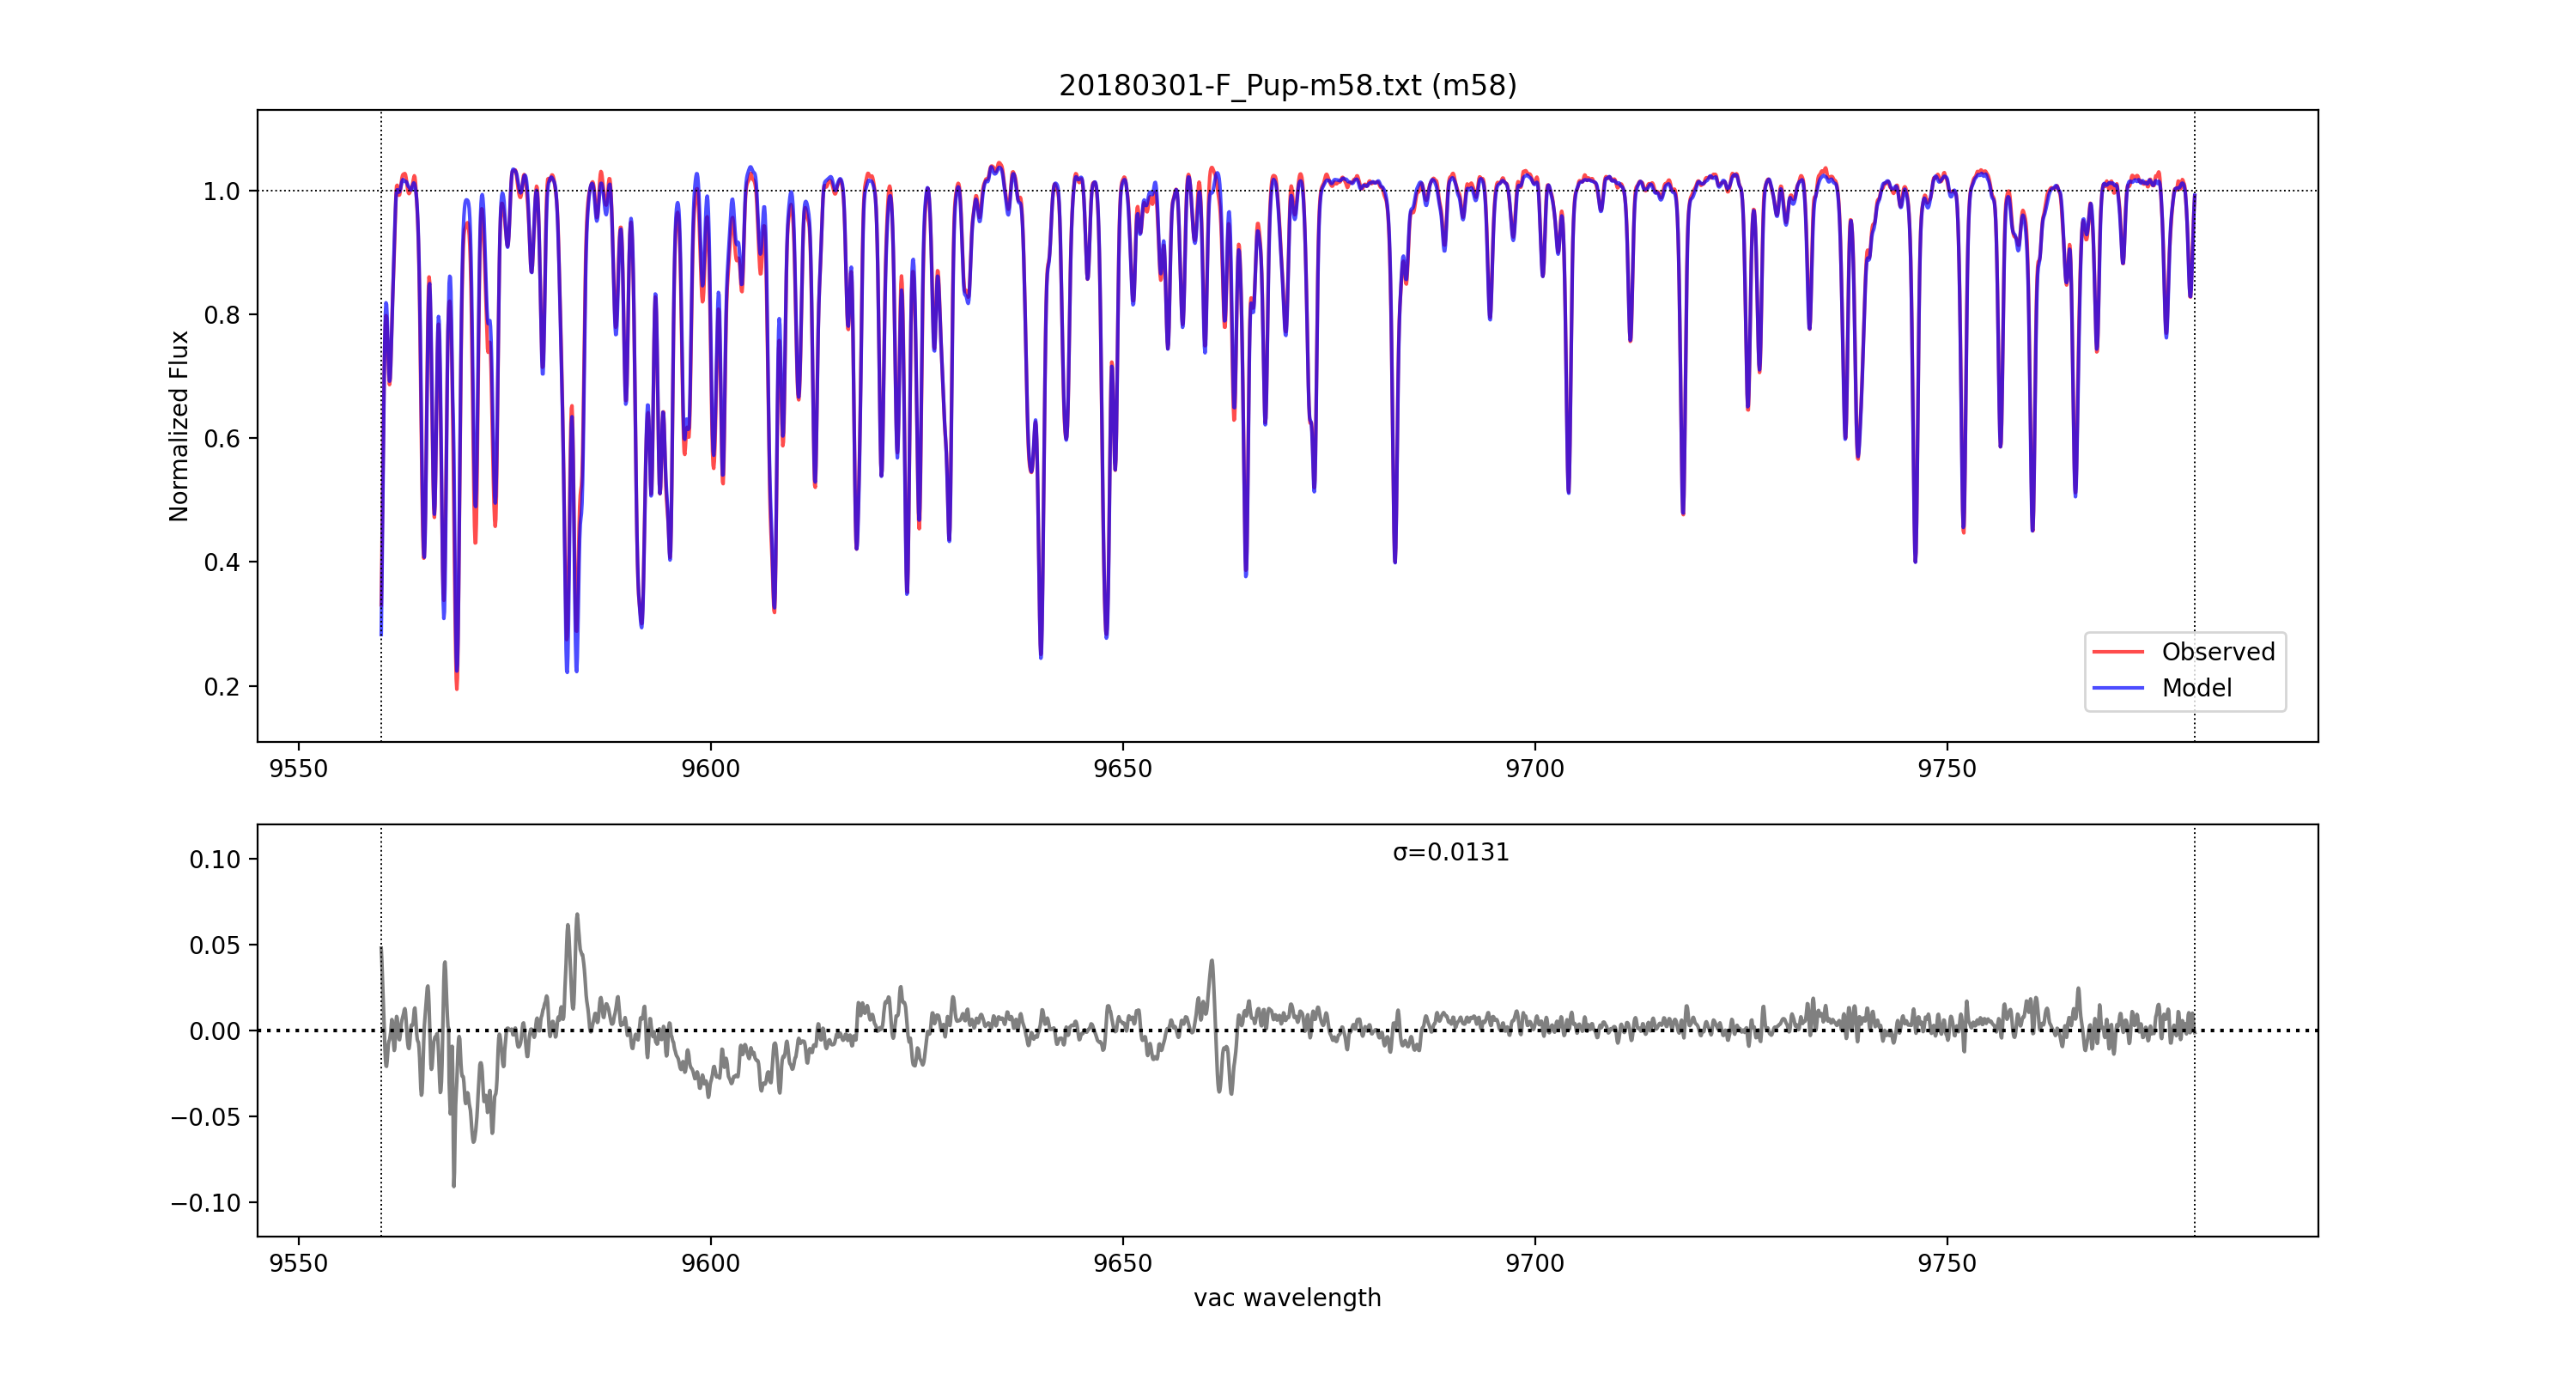 20180301-F_Pup-m58.txt (m58)
Normalized Flux
1.0
0.8
0.6
0.4
0.2
Observed
Model
9550 9600 9650 9700 9750
σ=0.0131
0.10
0.05
0.00
−0.05
−0.10
9550 9600 9650 9700 9750
vac wavelength